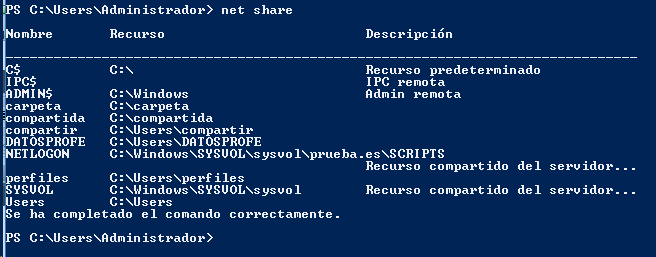 PS C:\Users\Administrador> net share
Nombre Recurso Descripción
-------------------------------------------------------------------------------
C$ C:\ Recurso predeterminado
IPC$ IPC remota
ADMIN$ C:\Windows Admin remota
carpeta C:\carpeta
compartida C:\compartida
compartir C:\Users\compartir
DATOSPROFE C:\Users\DATOSPROFE
NETLOGON C:\Windows\SYSVOL\sysvol\prueba.es\SCRIPTS
Recurso compartido del servidor...
perfiles C:\Users\perfiles
SYSVOL C:\Windows\SYSVOL\sysvol Recurso compartido del servidor...
Users C:\Users
Se ha completado el comando correctamente.
PS C:\Users\Administrador>